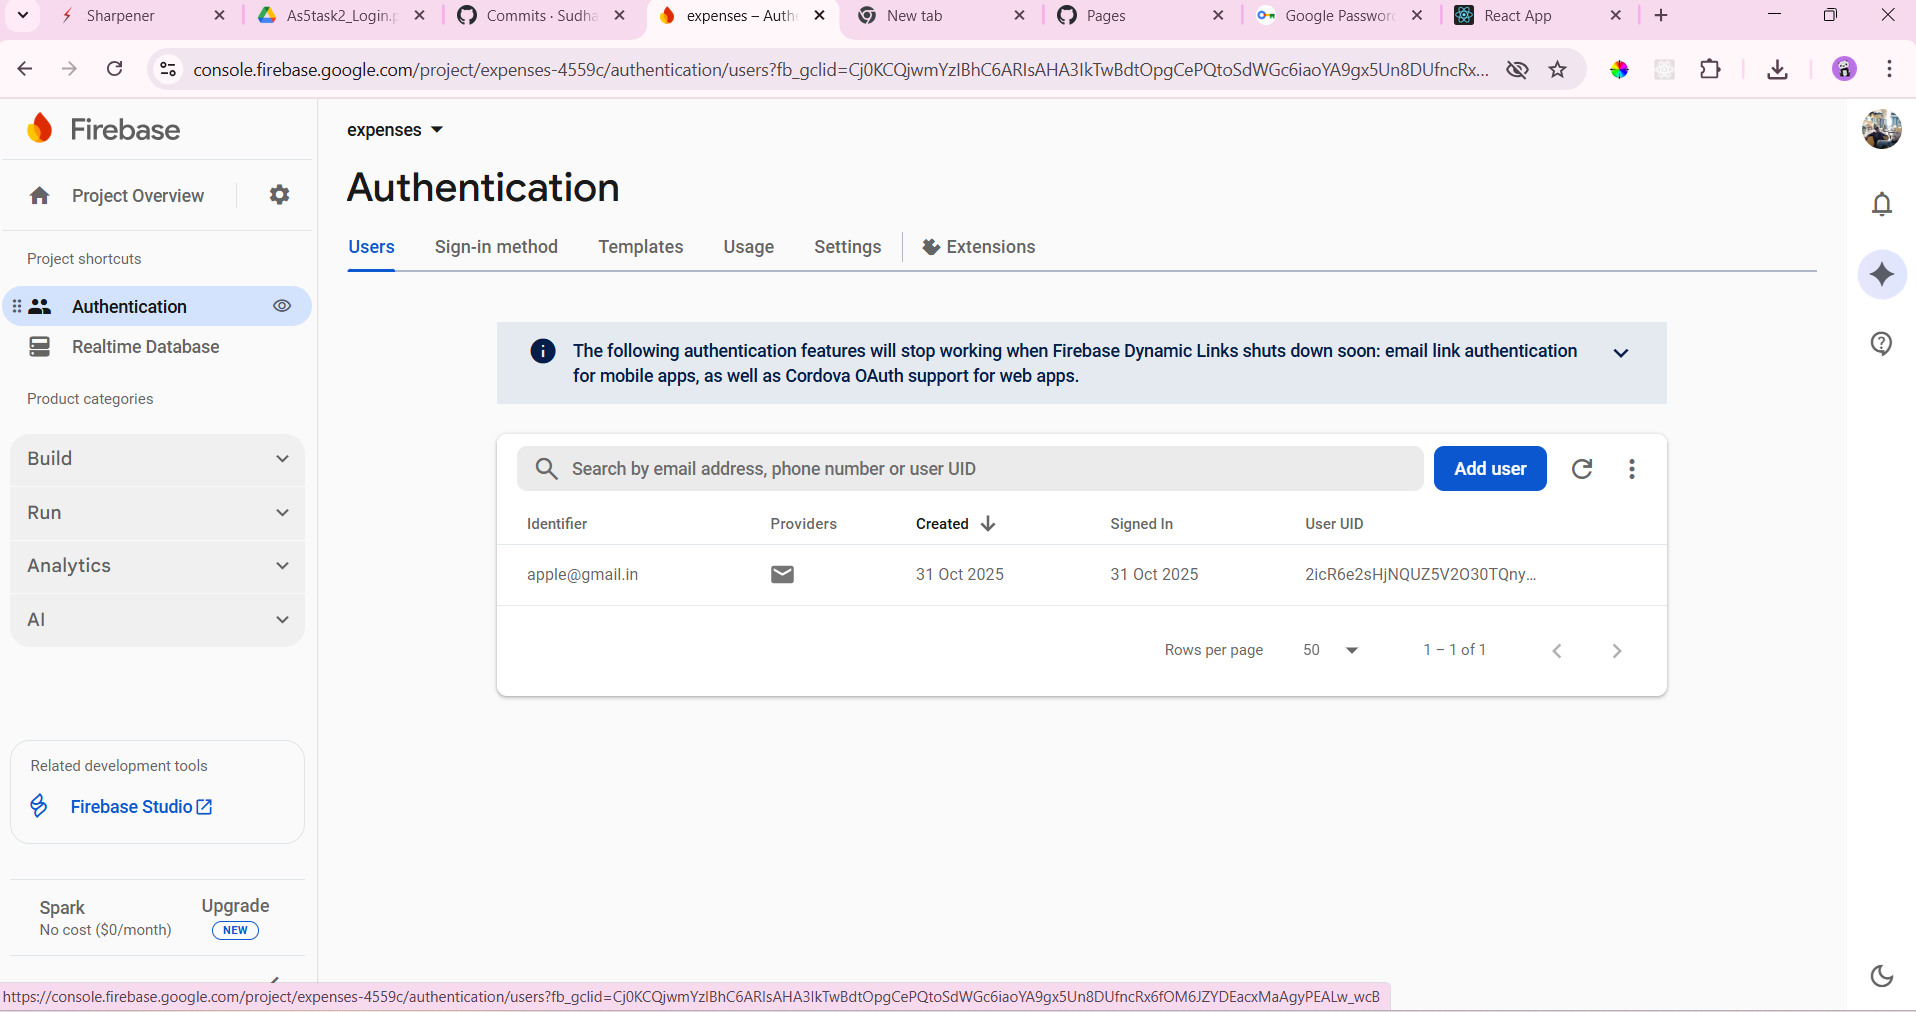 Sharpener
As5task2_Login.p
Commits · Sudha
expenses – Authe
New tab
Pages
Google Password
React App
console.firebase.google.com/project/expenses-4559c/authentication/users?fb_gclid=Cj0KCQjwmYzIBhC6ARIsAHA3IkTwBdtOpgCePQtoSdWGc6iaoYA9gx5Un8DUfncRx...
Firebase
expenses
Project Overview
Authentication
Users
Sign-in method
Templates
Usage
Settings
Extensions
Project shortcuts
Authentication
Realtime Database
Product categories
Build
Run
Analytics
AI
The following authentication features will stop working when Firebase Dynamic Links shuts down soon: email link authentication
for mobile apps, as well as Cordova OAuth support for web apps.
Search by email address, phone number or user UID
Add user
Identifier Providers Created Signed In User UID
apple@gmail.in 31 Oct 2025 31 Oct 2025 2icR6e2sHjNQUZ5V2O30TQny...
Rows per page 50 1 – 1 of 1
Related development tools
Firebase Studio
Spark
No cost ($0/month)
Upgrade
NEW
https://console.firebase.google.com/project/expenses-4559c/authentication/users?fb_gclid=Cj0KCQjwmYzIBhC6ARIsAHA3IkTwBdtOpgCePQtoSdWGc6iaoYA9gx5Un8DUfncRx6fOM6JZYDEacxMaAgyPEALw_wcB